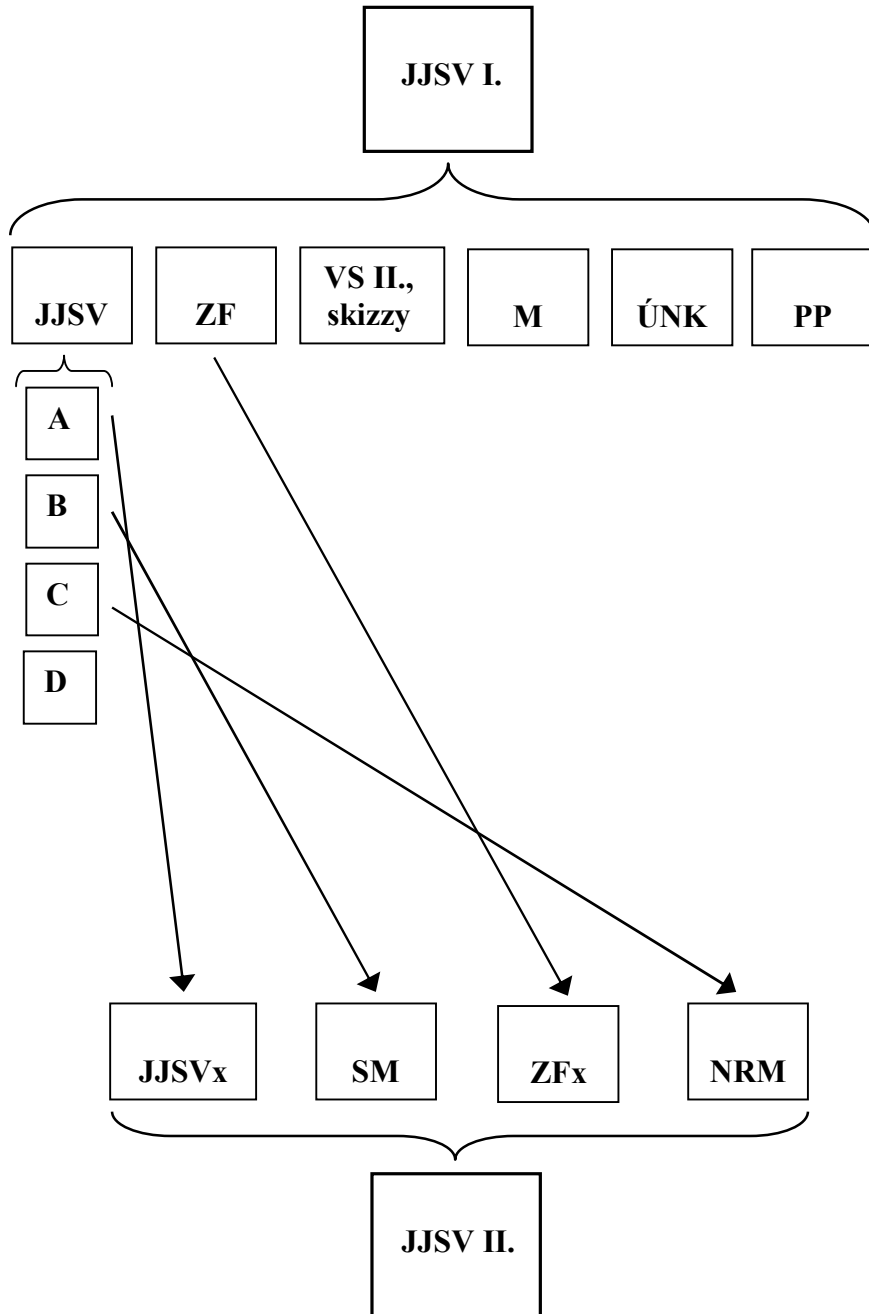 JJSV I.
JJSV
ZF
VS II.,
skizzy
M
ÚNK
PP
A
B
C
D
JJSVx
SM
ZFx
NRM
JJSV II.